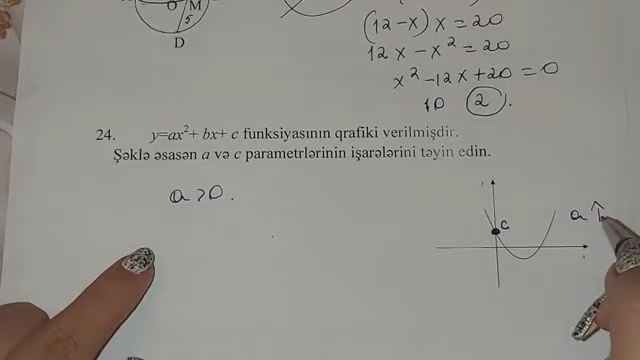 O M
5
D
(12-x) x = 20
12x - x² = 20
x² - 12x + 20 = 0
10 2.
24. y=ax²+ bx+ c funksiyasının qrafiki verilmişdir.
Şəklə əsasən a və c parametrlərinin işarələrini təyin edin.
a > 0.
c
a